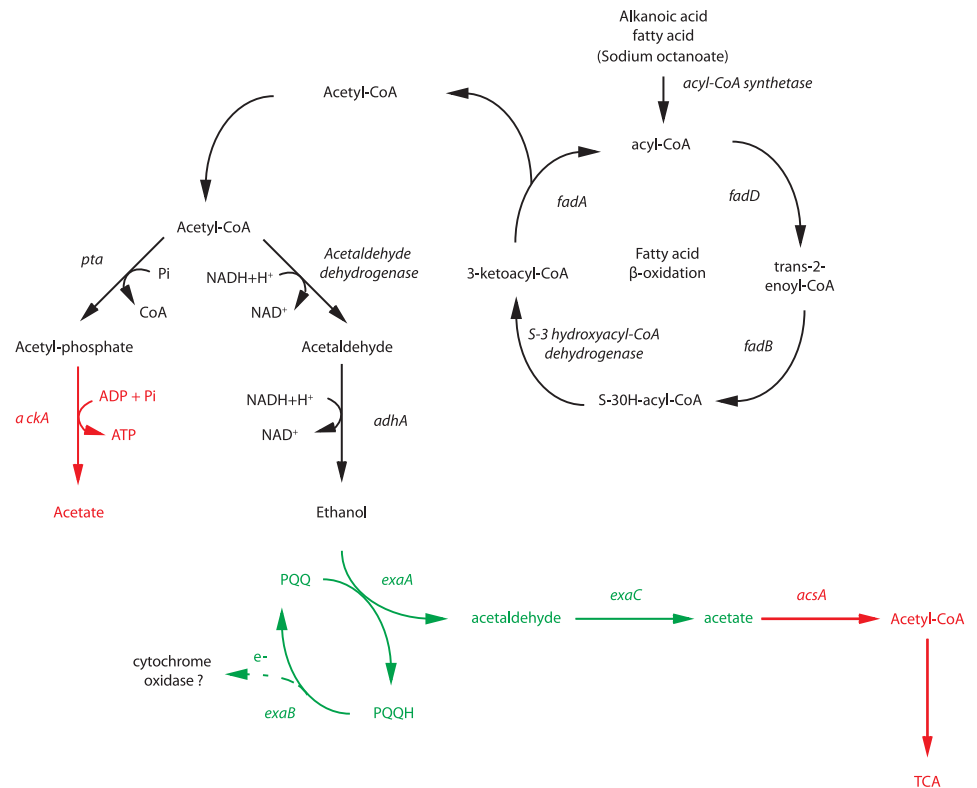 Alkanoic acid
fatty acid
(Sodium octanoate)
acyl-CoA synthetase
Acetyl-CoA
acyl-CoA
fadA
fadD
Acetyl-CoA
pta
Pi
CoA
NADH+H⁺
NAD⁺
Acetaldehyde
dehydrogenase
3-ketoacyl-CoA
Fatty acid
β-oxidation
trans-2-
enoyl-CoA
Acetyl-phosphate
Acetaldehyde
S-3 hydroxyacyl-CoA
dehydrogenase
fadB
a ckA
ADP + Pi
ATP
NADH+H⁺
NAD⁺
adhA
S-30H-acyl-CoA
Acetate
Ethanol
PQQ
exaA
acetaldehyde
exaC
acetate
acsA
Acetyl-CoA
cytochrome
oxidase ?
e-
exaB
PQQH
TCA